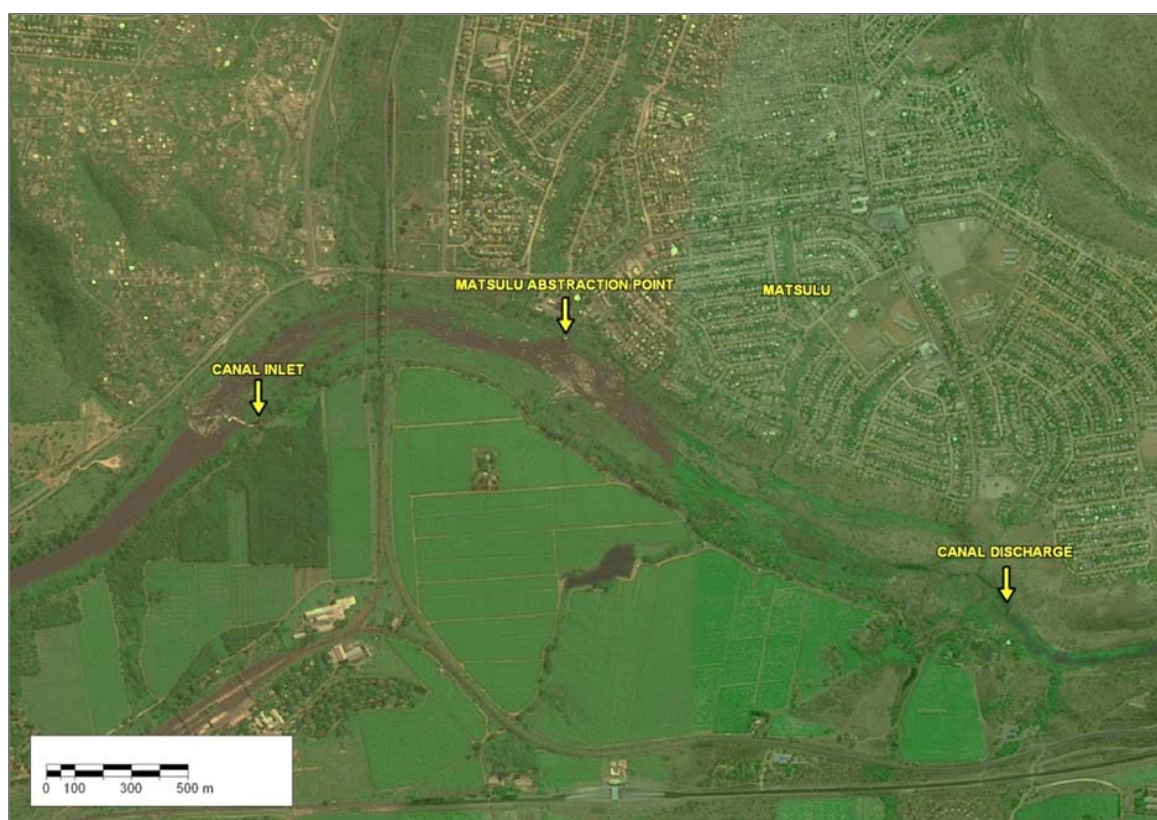 MATSULU ABSTRACTION POINT
MATSULU
CANAL INLET
CANAL DISCHARGE
0 100 300 500 m